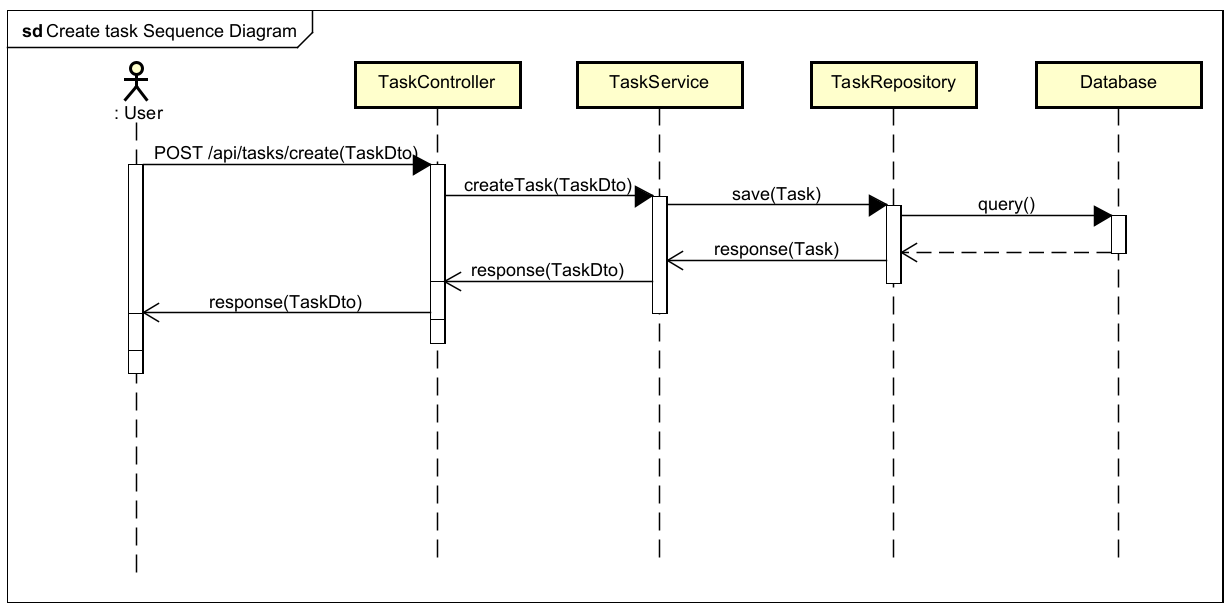 sd Create task Sequence Diagram
: User
TaskController
TaskService
TaskRepository
Database
POST /api/tasks/create(TaskDto)
createTask(TaskDto)
save(Task)
query()
response(Task)
response(TaskDto)
response(TaskDto)